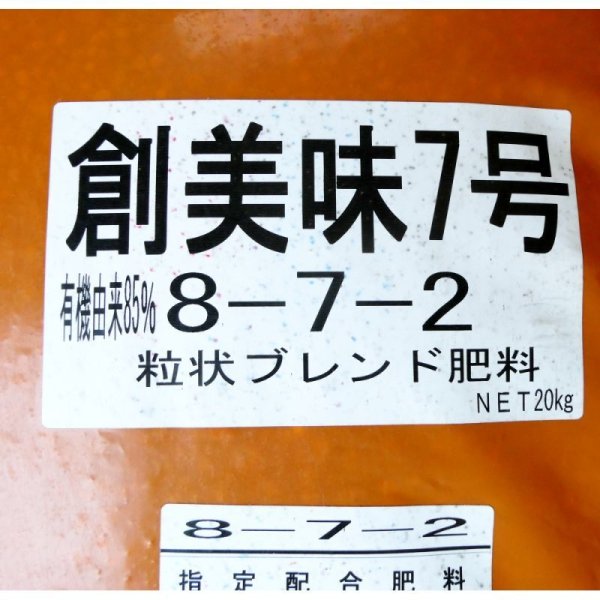 創美味7号
有機由来85% 8-7-2
粒状ブレンド肥料
NET20kg
8-7-2
指定配合肥料